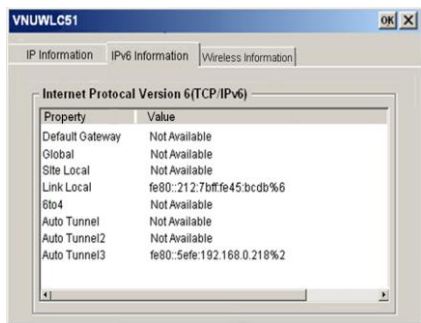 VNUWLC51 OK
IP Information IPv6 Information Wireless Information
Internet Protocal Version 6(TCP/IPv6)
Property Value
Default Gateway Not Available
Global Not Available
Site Local Not Available
Link Local fe80::212:7bff:fe45:bcdb%6
6to4 Not Available
Auto Tunnel Not Available
Auto Tunnel2 Not Available
Auto Tunnel3 fe80::5efe:192.168.0.218%2